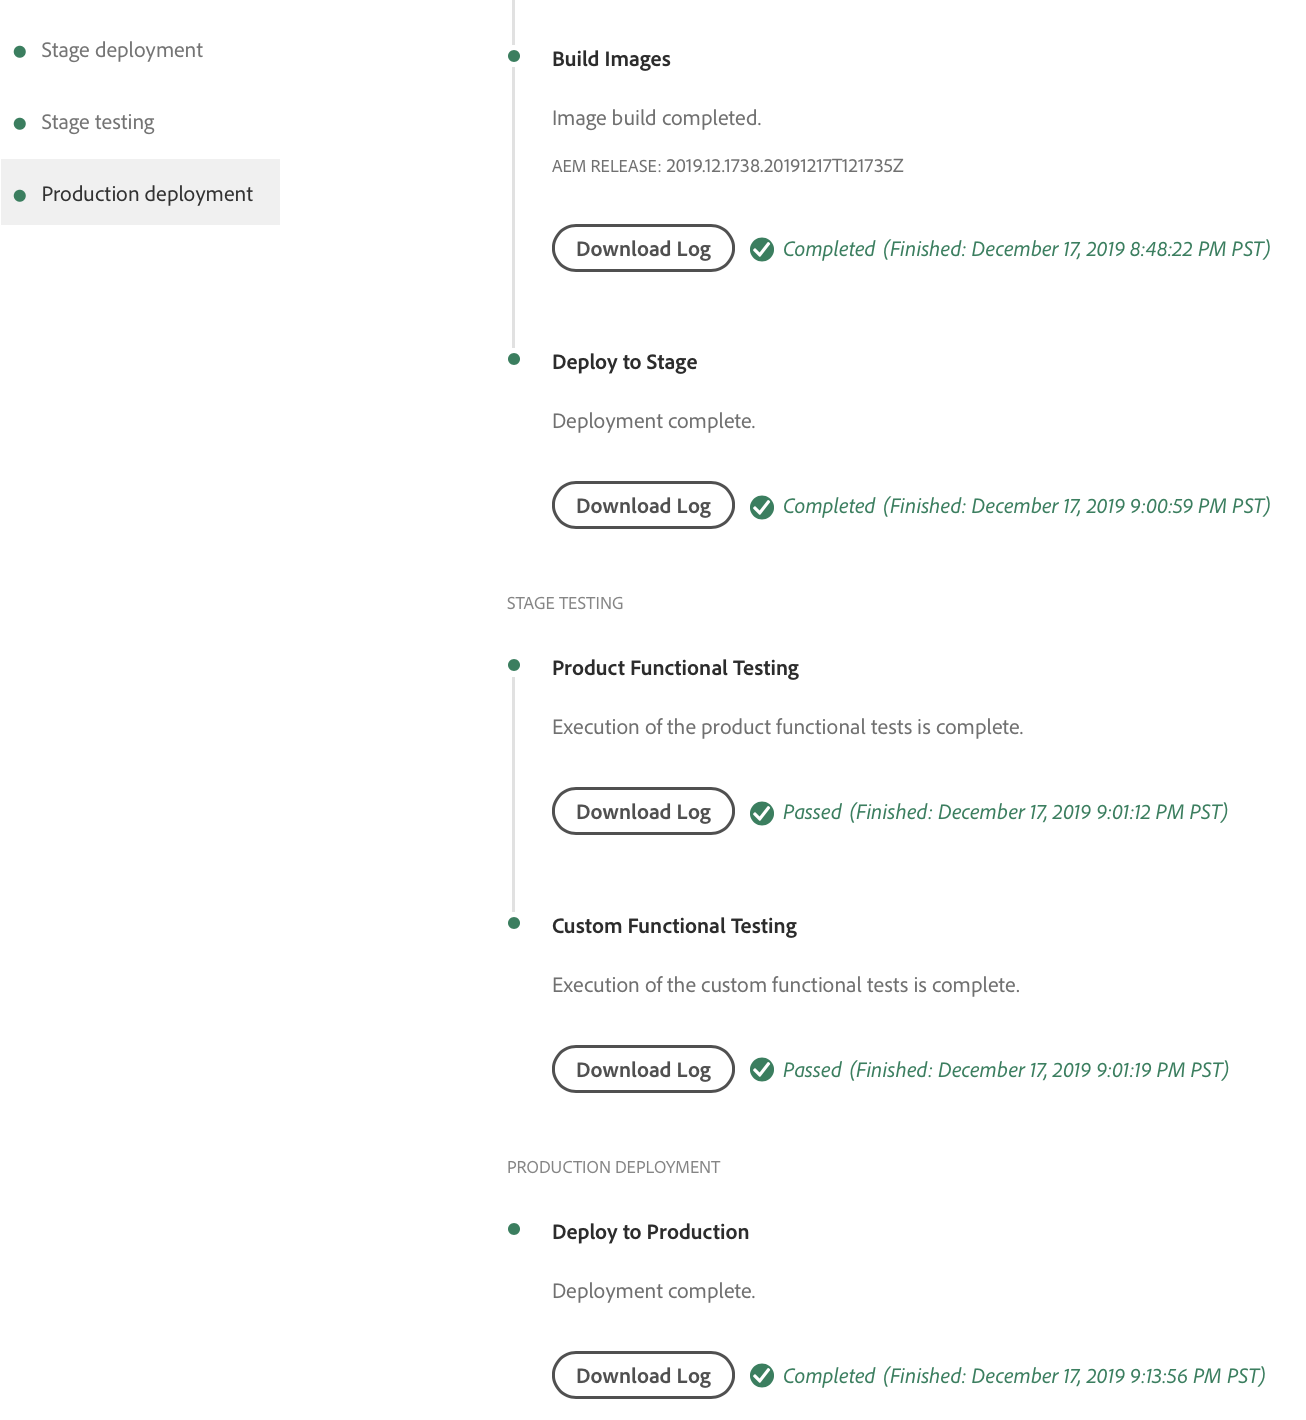 Stage deployment
Stage testing
Production deployment
Build Images
Image build completed.
AEM RELEASE: 2019.12.1738.20191217T121735Z
Download Log Completed (Finished: December 17, 2019 8:48:22 PM PST)
Deploy to Stage
Deployment complete.
Download Log Completed (Finished: December 17, 2019 9:00:59 PM PST)
STAGE TESTING
Product Functional Testing
Execution of the product functional tests is complete.
Download Log Passed (Finished: December 17, 2019 9:01:12 PM PST)
Custom Functional Testing
Execution of the custom functional tests is complete.
Download Log Passed (Finished: December 17, 2019 9:01:19 PM PST)
PRODUCTION DEPLOYMENT
Deploy to Production
Deployment complete.
Download Log Completed (Finished: December 17, 2019 9:13:56 PM PST)